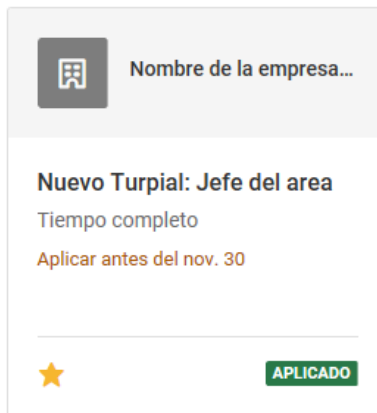 Nombre de la empresa...
Nuevo Turpial: Jefe del area
Tiempo completo
Aplicar antes del nov. 30
APLICADO